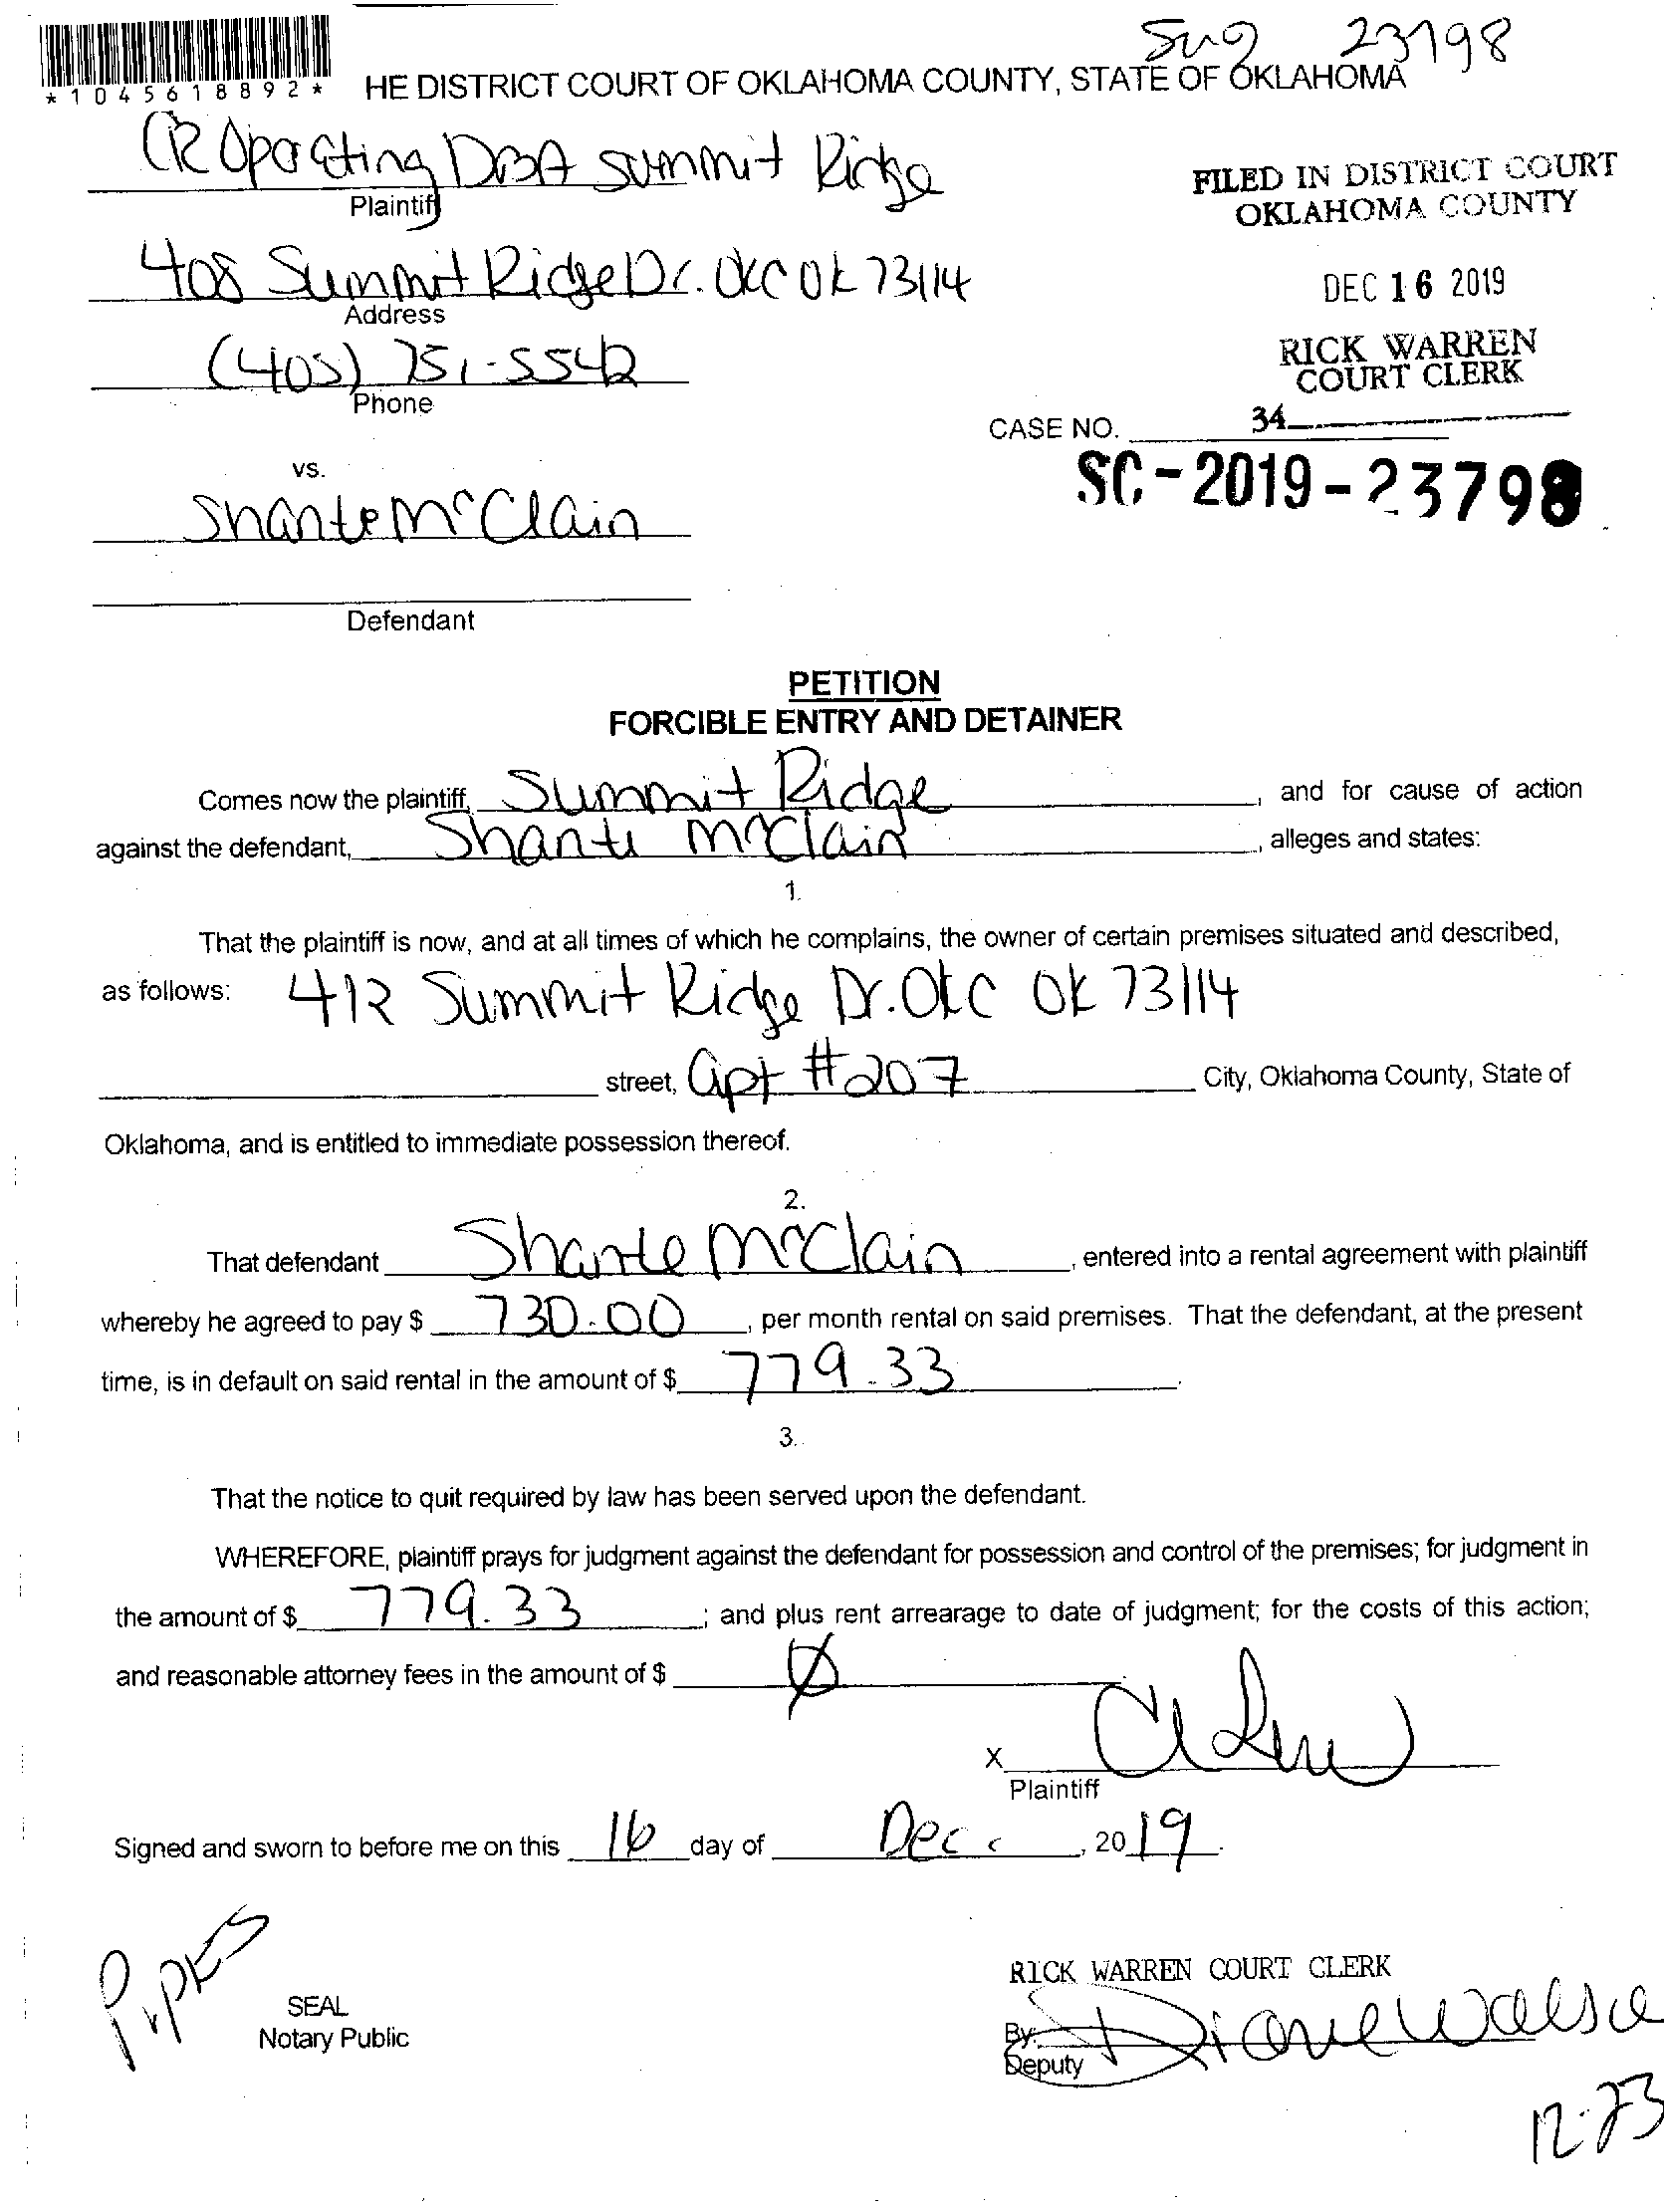 23798
*1045618892*
HE DISTRICT COURT OF OKLAHOMA COUNTY, STATE OF OKLAHOMA
CR Operating DBA Summit Ridge
Plaintiff
FILED IN DISTRICT COURT
OKLAHOMA COUNTY
408 Summit Ridge Dr. OKC OK 73114
Address
DEC 16 2019
(405) 751-5542
Phone
RICK WARREN
COURT CLERK
34
CASE NO.
SC-2019-23798
vs.
Shante McClain
Defendant
PETITION
FORCIBLE ENTRY AND DETAINER
Comes now the plaintiff, Summit Ridge, and for cause of action
against the defendant, Shante McClain, alleges and states:
1.
That the plaintiff is now, and at all times of which he complains, the owner of certain premises situated and described,
as follows: 412 Summit Ridge Dr. OKC OK 73114
street, apt #207 City, Oklahoma County, State of
Oklahoma, and is entitled to immediate possession thereof.
2.
That defendant Shante McClain, entered into a rental agreement with plaintiff
whereby he agreed to pay $ 730.00, per month rental on said premises. That the defendant, at the present
time, is in default on said rental in the amount of $ 779.33.
3.
That the notice to quit required by law has been served upon the defendant.
WHEREFORE, plaintiff prays for judgment against the defendant for possession and control of the premises; for judgment in
the amount of $ 779.33; and plus rent arrearage to date of judgment; for the costs of this action;
and reasonable attorney fees in the amount of $ Ø
X
Plaintiff
Signed and sworn to before me on this 16 day of Dec., 2019.
SEAL
Notary Public
RICK WARREN COURT CLERK
By: Diane
Deputy
12-23